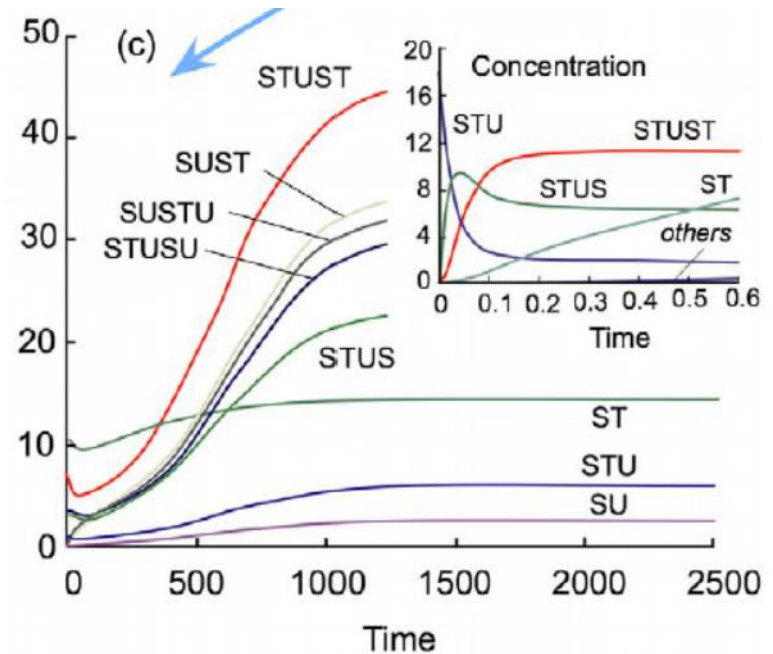 (c)
50
40
30
20
10
0
STUST
SUST
SUSTU
STUSU
STUS
ST
STU
SU
0 500 1000 1500 2000 2500
Time
Concentration
20
16
12
8
4
0
STU
STUST
STUS
ST
others
0 0.1 0.2 0.3 0.4 0.5 0.6
Time